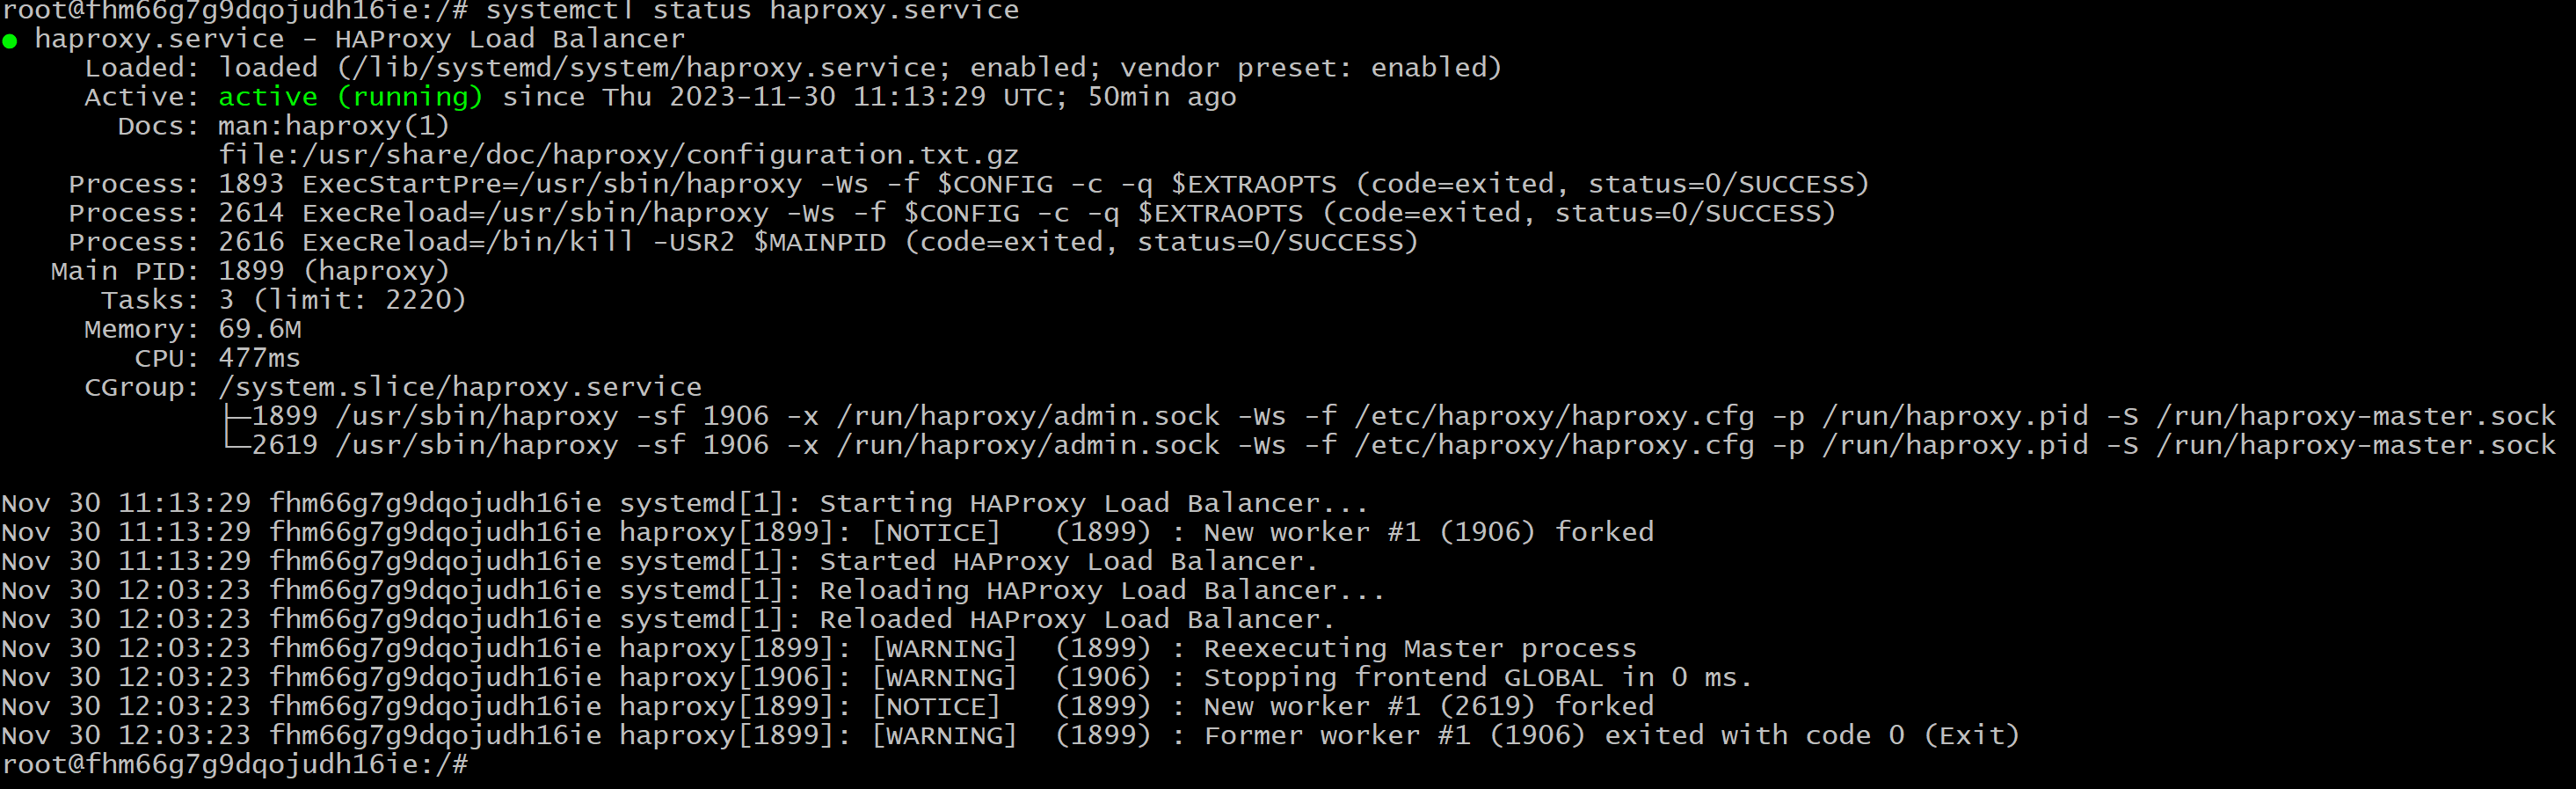 root@fhm66g7g9dqojudh16ie:/# systemctl status haproxy.service
● haproxy.service - HAProxy Load Balancer
     Loaded: loaded (/lib/systemd/system/haproxy.service; enabled; vendor preset: enabled)
     Active: active (running) since Thu 2023-11-30 11:13:29 UTC; 50min ago
       Docs: man:haproxy(1)
             file:/usr/share/doc/haproxy/configuration.txt.gz
    Process: 1893 ExecStartPre=/usr/sbin/haproxy -Ws -f $CONFIG -c -q $EXTRAOPTS (code=exited, status=0/SUCCESS)
    Process: 2614 ExecReload=/usr/sbin/haproxy -Ws -f $CONFIG -c -q $EXTRAOPTS (code=exited, status=0/SUCCESS)
    Process: 2616 ExecReload=/bin/kill -USR2 $MAINPID (code=exited, status=0/SUCCESS)
   Main PID: 1899 (haproxy)
      Tasks: 3 (limit: 2220)
     Memory: 69.6M
        CPU: 477ms
     CGroup: /system.slice/haproxy.service
             ├─1899 /usr/sbin/haproxy -sf 1906 -x /run/haproxy/admin.sock -Ws -f /etc/haproxy/haproxy.cfg -p /run/haproxy.pid -S /run/haproxy-master.sock
             └─2619 /usr/sbin/haproxy -sf 1906 -x /run/haproxy/admin.sock -Ws -f /etc/haproxy/haproxy.cfg -p /run/haproxy.pid -S /run/haproxy-master.sock

Nov 30 11:13:29 fhm66g7g9dqojudh16ie systemd[1]: Starting HAProxy Load Balancer...
Nov 30 11:13:29 fhm66g7g9dqojudh16ie haproxy[1899]: [NOTICE]   (1899) : New worker #1 (1906) forked
Nov 30 11:13:29 fhm66g7g9dqojudh16ie systemd[1]: Started HAProxy Load Balancer.
Nov 30 12:03:23 fhm66g7g9dqojudh16ie systemd[1]: Reloading HAProxy Load Balancer...
Nov 30 12:03:23 fhm66g7g9dqojudh16ie systemd[1]: Reloaded HAProxy Load Balancer.
Nov 30 12:03:23 fhm66g7g9dqojudh16ie haproxy[1899]: [WARNING]  (1899) : Reexecuting Master process
Nov 30 12:03:23 fhm66g7g9dqojudh16ie haproxy[1906]: [WARNING]  (1906) : Stopping frontend GLOBAL in 0 ms.
Nov 30 12:03:23 fhm66g7g9dqojudh16ie haproxy[1899]: [NOTICE]   (1899) : New worker #1 (2619) forked
Nov 30 12:03:23 fhm66g7g9dqojudh16ie haproxy[1899]: [WARNING]  (1899) : Former worker #1 (1906) exited with code 0 (Exit)
root@fhm66g7g9dqojudh16ie:/#